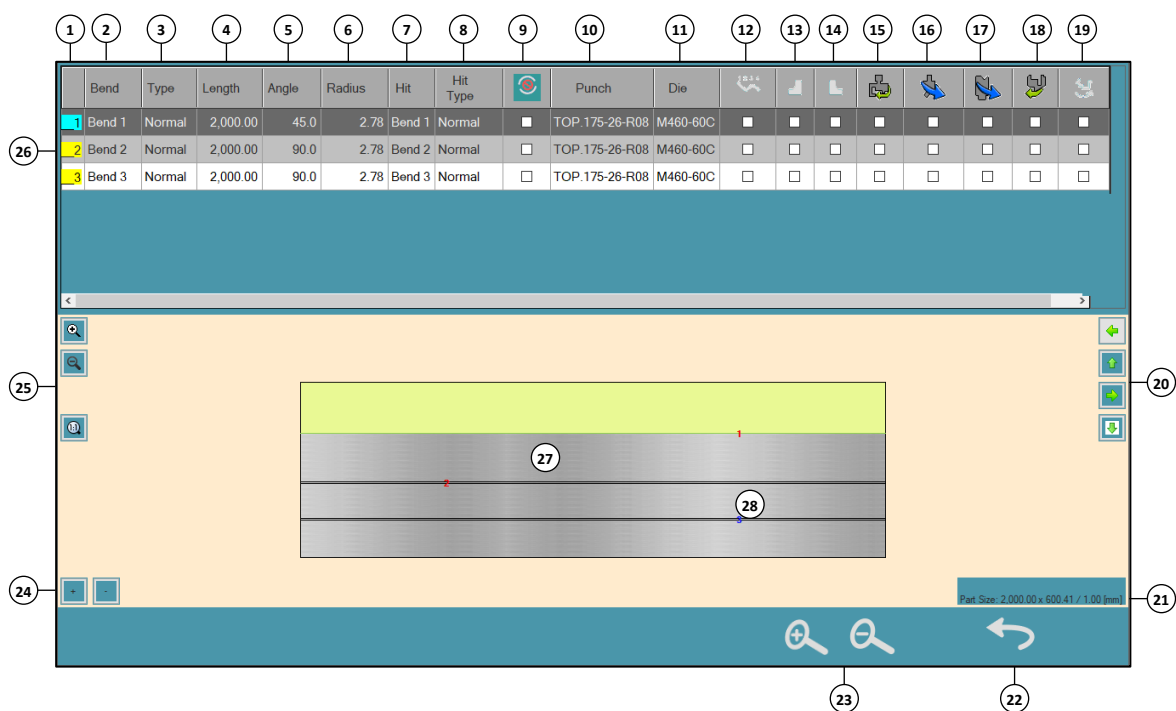 1 2 3 4 5 6 7 8 9 10 11 12 13 14 15 16 17 18 19
Bend Type Length Angle Radius Hit Hit Type Punch Die
1 Bend 1 Normal 2,000.00 45.0 2.78 Bend 1 Normal TOP.175-26-R08 M460-60C
26
2 Bend 2 Normal 2,000.00 90.0 2.78 Bend 2 Normal TOP.175-26-R08 M460-60C
3 Bend 3 Normal 2,000.00 90.0 2.78 Bend 3 Normal TOP.175-26-R08 M460-60C
25
20
1
27
2
28
3
24
+ -
Part Size: 2,000.00 x 600.41 / 1.00 [mm]
21
23
22